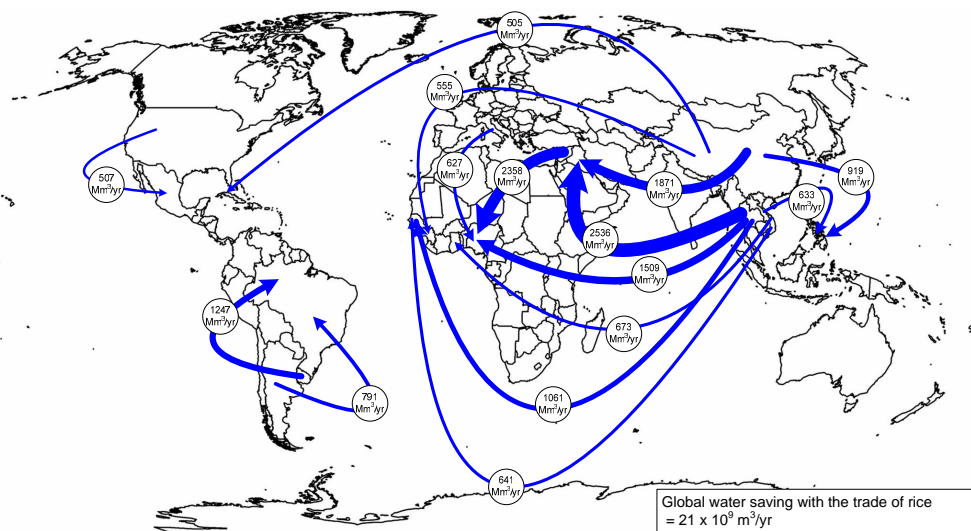 505
Mm³/yr
555
Mm³/yr
627
Mm³/yr
2358
Mm³/yr
1871
Mm³/yr
919
Mm³/yr
507
Mm³/yr
633
Mm³/yr
2536
Mm³/yr
1509
Mm³/yr
1247
Mm³/yr
673
Mm³/yr
791
Mm³/yr
1061
Mm³/yr
641
Mm³/yr
Global water saving with the trade of rice
= 21 x 10⁹ m³/yr